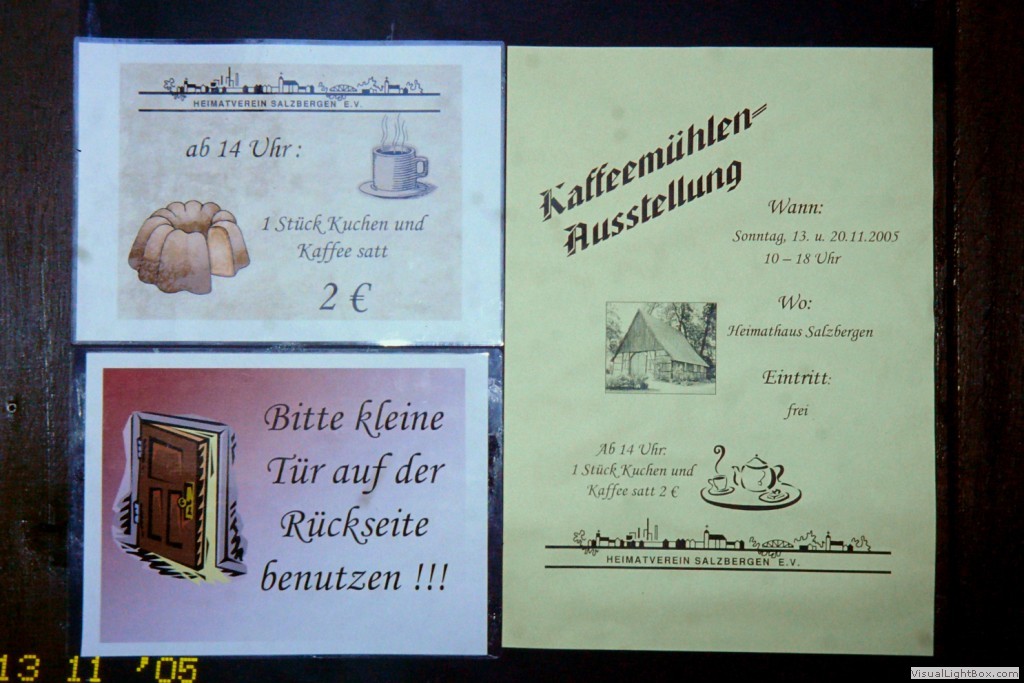 HEIMATVEREIN SALZBERGEN E.V.
ab 14 Uhr :
1 Stück Kuchen und
Kaffee satt
2 €
Bitte kleine
Tür auf der
Rückseite
benutzen !!!
Kaffeemühlen-
Ausstellung
Wann:
Sonntag, 13. u. 20.11.2005
10 – 18 Uhr
Wo:
Heimathaus Salzbergen
Eintritt:
frei
Ab 14 Uhr:
1 Stück Kuchen und
Kaffee satt 2 €
HEIMATVEREIN SALZBERGEN E.V.
13 11 '05
VisualLightBox.com